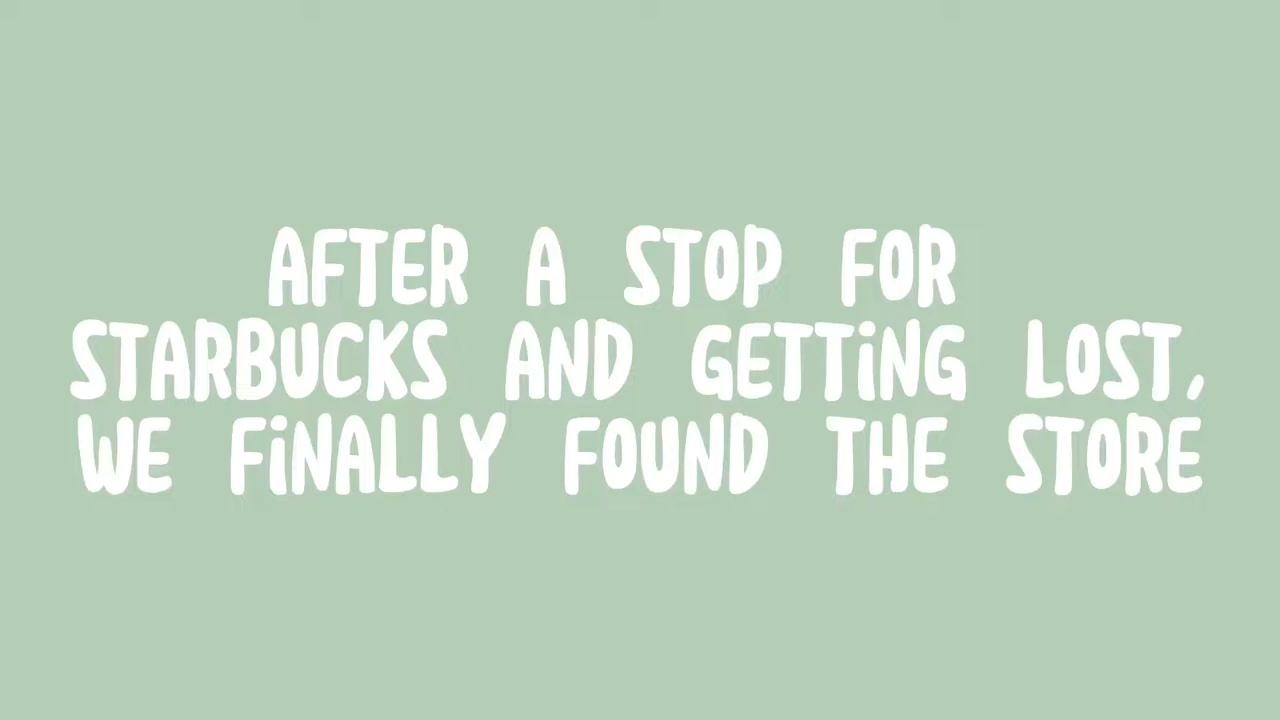 AFTER A STOP FOR
STARBUCKS AND GETTING LOST,
WE FINALLY FOUND THE STORE